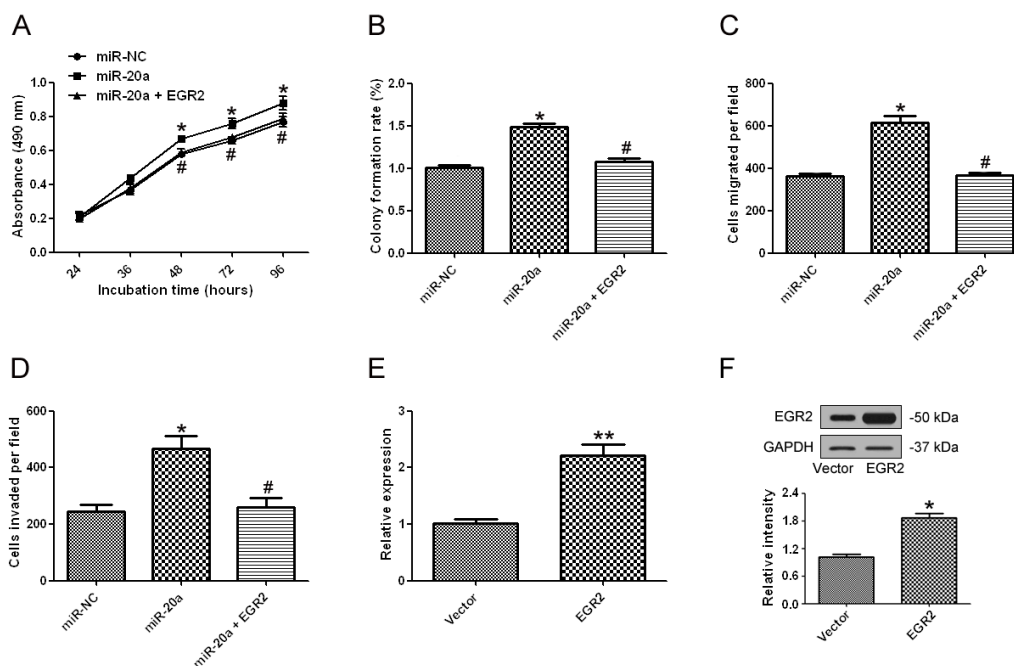 A
miR-NC
miR-20a
miR-20a + EGR2
Absorbance (490 nm)
1.0
0.8
0.6
0.4
0.2
0.0
*
*
*
#
#
#
24
36
48
72
96
Incubation time (hours)
B
Colony formation rate (%)
2.0
1.5
1.0
0.5
0.0
*
#
miR-NC
miR-20a
miR-20a + EGR2
C
Cells migrated per field
800
600
400
200
0
*
#
miR-NC
miR-20a
miR-20a + EGR2
D
Cells invaded per field
600
400
200
0
*
#
miR-NC
miR-20a
miR-20a + EGR2
E
Relative expression
3
2
1
0
**
Vector
EGR2
F
EGR2
-50 kDa
GAPDH
-37 kDa
Vector EGR2
Relative intensity
2.4
1.8
1.2
0.6
0.0
*
Vector
EGR2